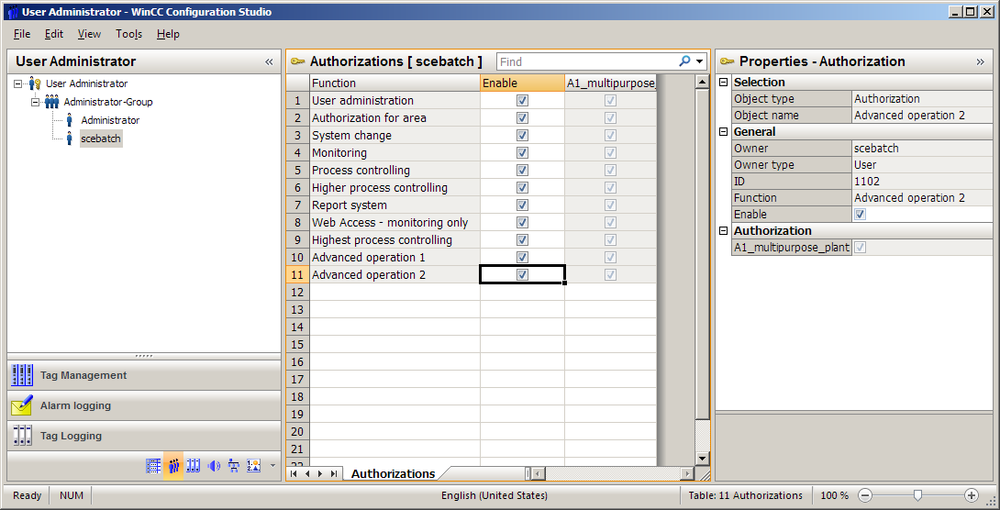 User Administrator - WinCC Configuration Studio
File Edit View Tools Help
User Administrator «
User Administrator
Administrator-Group
Administrator
scebatch
Tag Management
Alarm logging
Tag Logging
Authorizations [ scebatch ] Find
Function Enable A1_multipurpose_
1 User administration
2 Authorization for area
3 System change
4 Monitoring
5 Process controlling
6 Higher process controlling
7 Report system
8 Web Access - monitoring only
9 Highest process controlling
10 Advanced operation 1
11 Advanced operation 2
12
13
14
15
16
17
18
19
20
21
22
Authorizations
Properties - Authorization »
Selection
Object type Authorization
Object name Advanced operation 2
General
Owner scebatch
Owner type User
ID 1102
Function Advanced operation 2
Enable
Authorization
A1_multipurpose_plant
Ready NUM English (United States) Table: 11 Authorizations 100 %